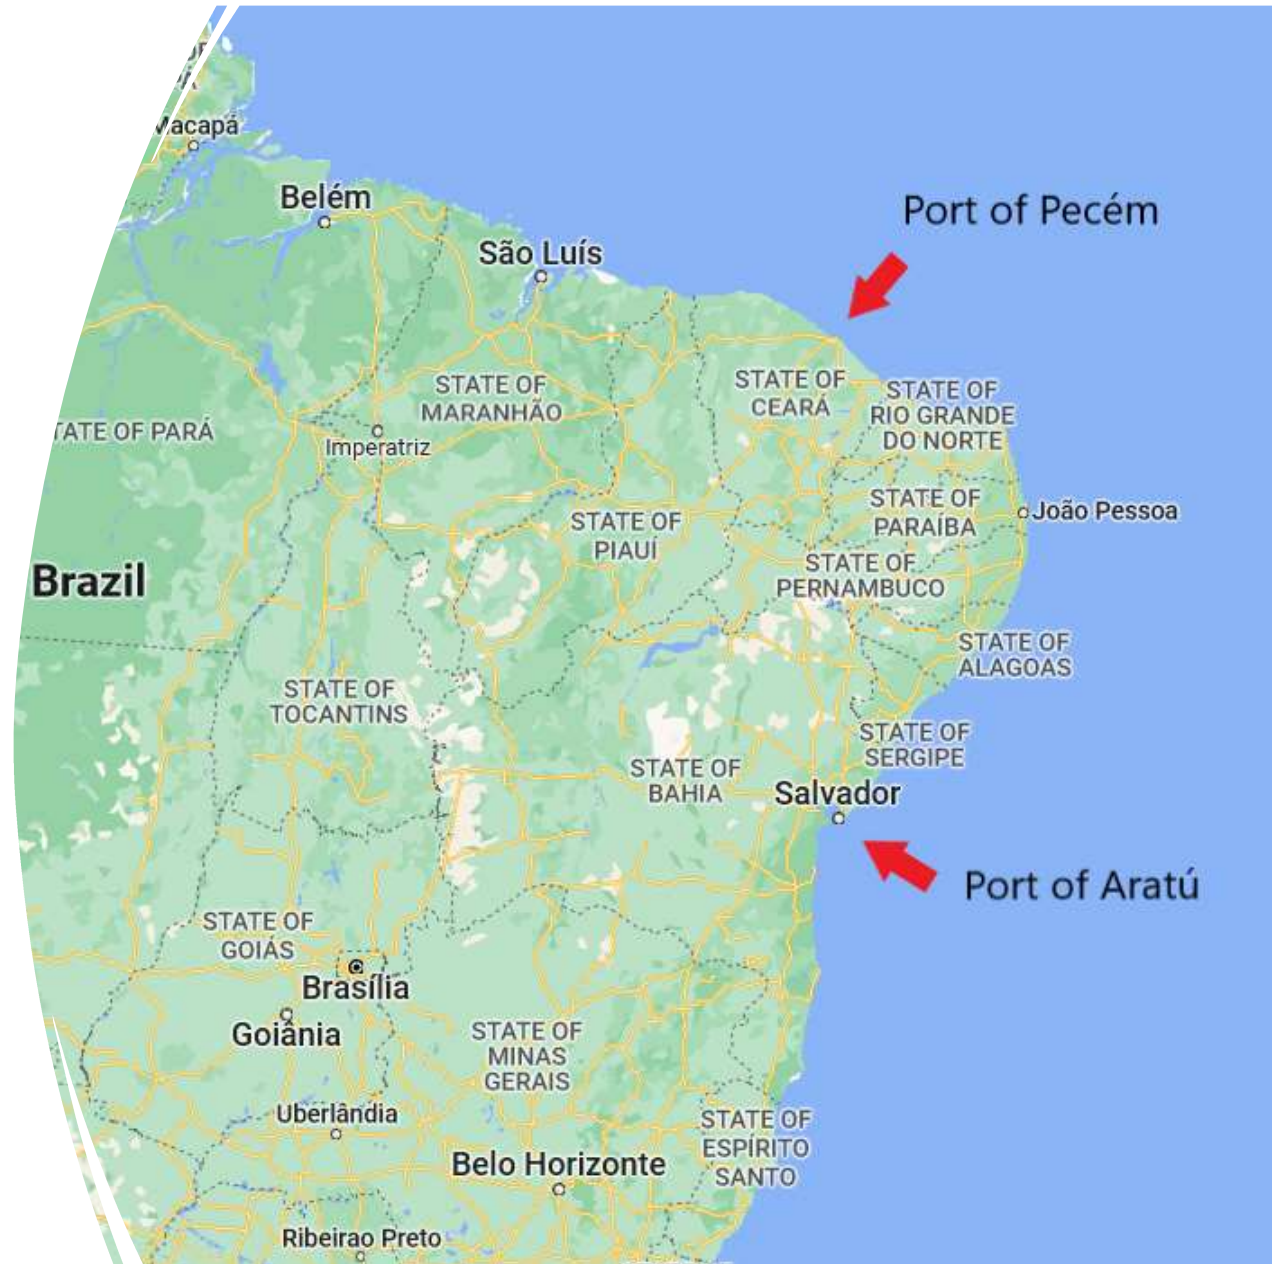 Macapá
Belém
Port of Pecém
São Luís
STATE OF
MARANHÃO
STATE OF
CEARÁ
STATE OF
RIO GRANDE
DO NORTE
TATE OF PARÁ
Imperatriz
STATE OF
PARAÍBA
João Pessoa
STATE OF
PIAUÍ
STATE OF
PERNAMBUCO
Brazil
STATE OF
ALAGOAS
STATE OF
TOCANTINS
STATE OF
SERGIPE
STATE OF
BAHIA
Salvador
Port of Aratú
STATE OF
GOIÁS
Brasília
Goiânia
STATE OF
MINAS
GERAIS
Uberlândia
STATE OF
ESPÍRITO
SANTO
Belo Horizonte
Ribeirao Preto